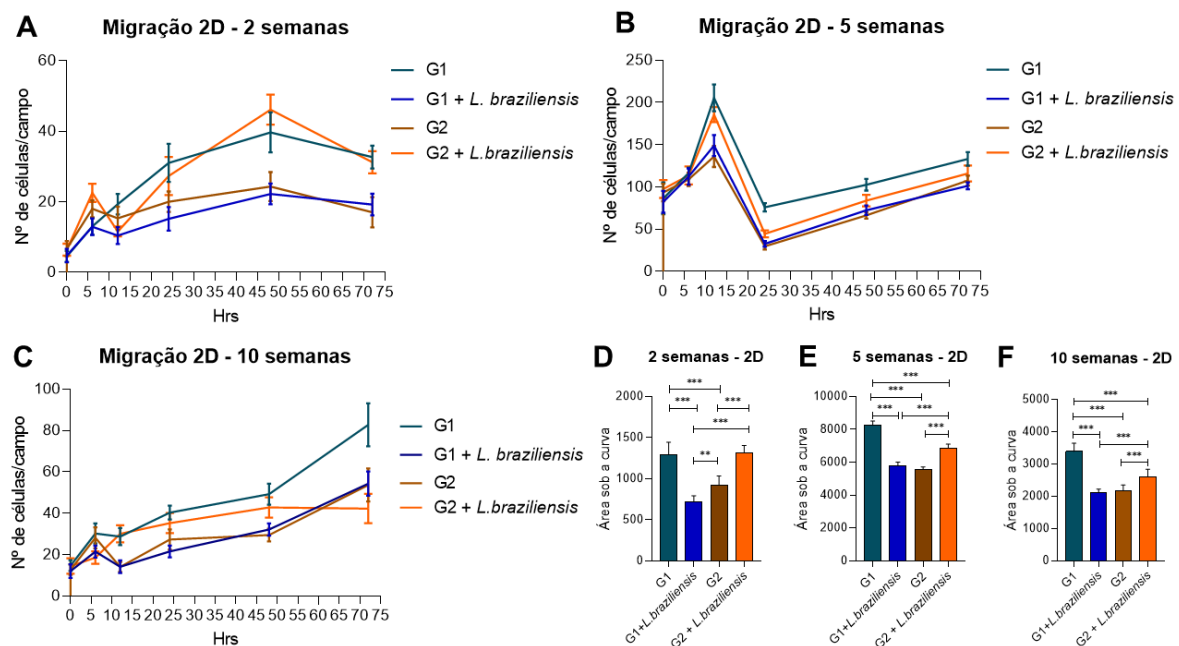 A
Migração 2D - 2 semanas
Nº de células/campo
60
40
20
0
0 5 10 15 20 25 30 35 40 45 50 55 60 65 70 75
Hrs
G1
G1 + L. braziliensis
G2
G2 + L.braziliensis
B
Migração 2D - 5 semanas
Nº de células/campo
250
200
150
100
50
0
0 5 10 15 20 25 30 35 40 45 50 55 60 65 70 75
Hrs
G1
G1 + L. braziliensis
G2
G2 + L.braziliensis
C
Migração 2D - 10 semanas
Nº de células/campo
100
80
60
40
20
0
0 5 10 15 20 25 30 35 40 45 50 55 60 65 70 75
Hrs
G1
G1 + L. braziliensis
G2
G2 + L.braziliensis
D
2 semanas - 2D
Área sob a curva
2000
1500
1000
500
0
***
***
***
***
**
G1
G1+L.braziliensis
G2
G2 + L.braziliensis
E
5 semanas - 2D
Área sob a curva
10000
8000
6000
4000
2000
0
***
***
***
***
***
G1
G1+L.braziliensis
G2
G2 + L.braziliensis
F
10 semanas - 2D
Área sob a curva
5000
4000
3000
2000
1000
0
***
***
***
***
***
G1
G1+L.braziliensis
G2
G2 + L.braziliensis